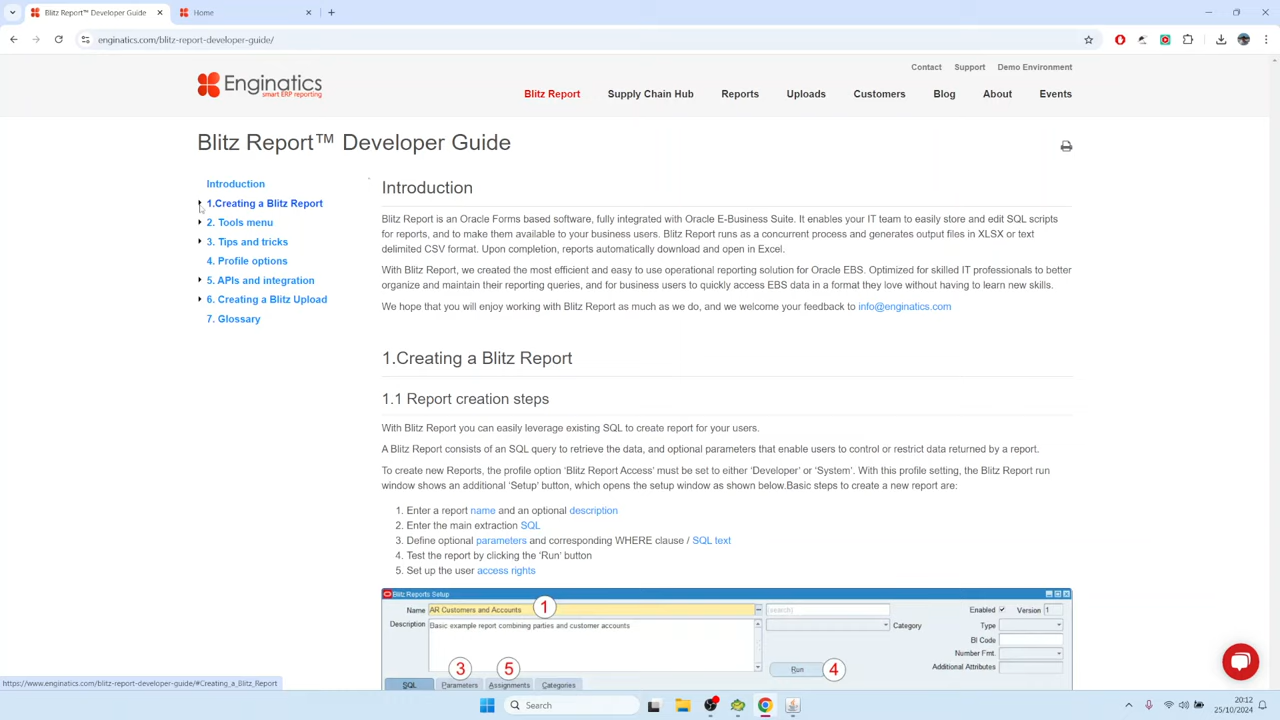 Blitz Report™ Developer Guide
Home
enginatics.com/blitz-report-developer-guide/
Enginatics
smart ERP reporting
Contact
Support
Demo Environment
Blitz Report
Supply Chain Hub
Reports
Uploads
Customers
Blog
About
Events
Blitz Report™ Developer Guide
Introduction
1.Creating a Blitz Report
2. Tools menu
3. Tips and tricks
4. Profile options
5. APIs and integration
6. Creating a Blitz Upload
7. Glossary
Introduction
Blitz Report is an Oracle Forms based software, fully integrated with Oracle E-Business Suite. It enables your IT team to easily store and edit SQL scripts
for reports, and to make them available to your business users. Blitz Report runs as a concurrent process and generates output files in XLSX or text
delimited CSV format. Upon completion, reports automatically download and open in Excel.
With Blitz Report, we created the most efficient and easy to use operational reporting solution for Oracle EBS. Optimized for skilled IT professionals to better
organize and maintain their reporting queries, and for business users to quickly access EBS data in a format they love without having to learn new skills.
We hope that you will enjoy working with Blitz Report as much as we do, and we welcome your feedback to info@enginatics.com
1.Creating a Blitz Report
1.1 Report creation steps
With Blitz Report you can easily leverage existing SQL to create report for your users.
A Blitz Report consists of an SQL query to retrieve the data, and optional parameters that enable users to control or restrict data returned by a report.
To create new Reports, the profile option 'Blitz Report Access' must be set to either 'Developer' or 'System'. With this profile setting, the Blitz Report run
window shows an additional 'Setup' button, which opens the setup window as shown below.Basic steps to create a new report are:
1. Enter a report name and an optional description
2. Enter the main extraction SQL
3. Define optional parameters and corresponding WHERE clause / SQL text
4. Test the report by clicking the 'Run' button
5. Set up the user access rights
Blitz Reports Setup
Name AR Customers and Accounts 1 (search) Enabled Version 1
Description Basic example report combining parties and customer accounts Category Type
BI Code
Number Fmt.
3 5 Run 4 Additional Attributes
SQL Parameters Assignments Categories
https://www.enginatics.com/blitz-report-developer-guide/#Creating_a_Blitz_Report
Search
20:12
25/10/2024